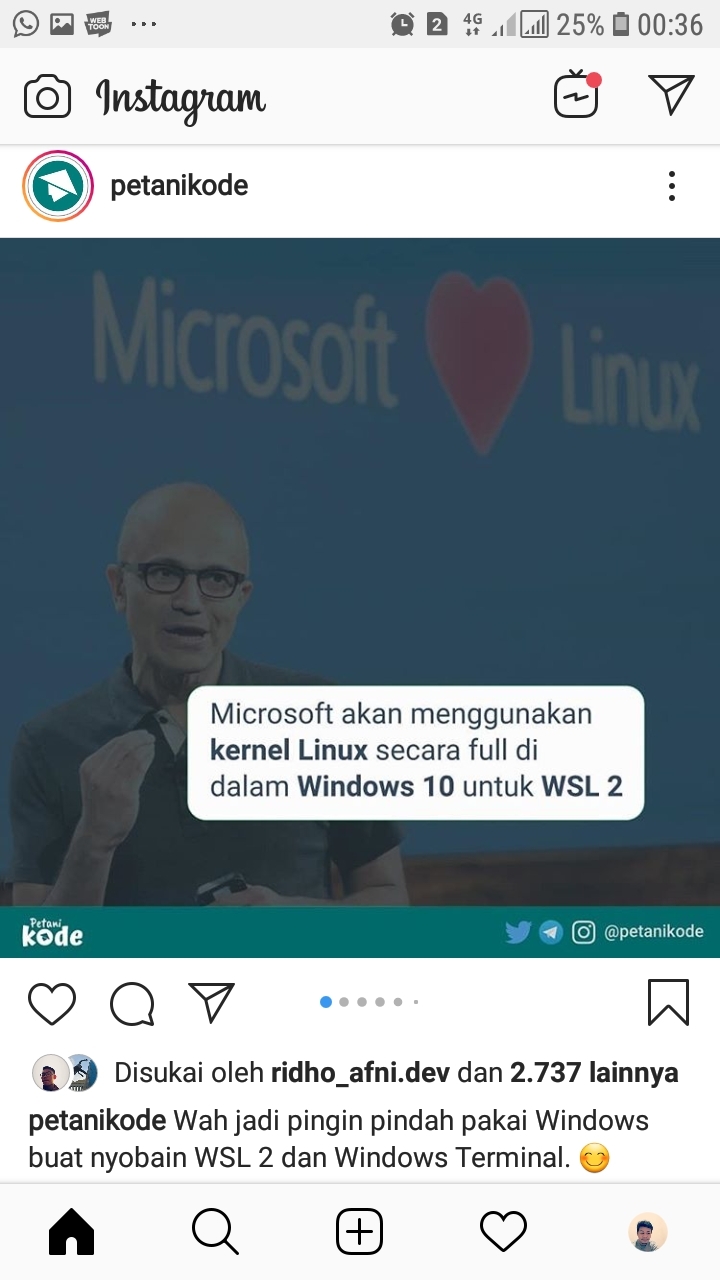 WEB
TOON
2
4G
25%
00:36
Instagram
petanikode
Microsoft
Linux
Microsoft akan menggunakan
kernel Linux secara full di
dalam Windows 10 untuk WSL 2
Petani
kode
@petanikode
Disukai oleh ridho_afni.dev dan 2.737 lainnya
petanikode Wah jadi pingin pindah pakai Windows
buat nyobain WSL 2 dan Windows Terminal. 😊